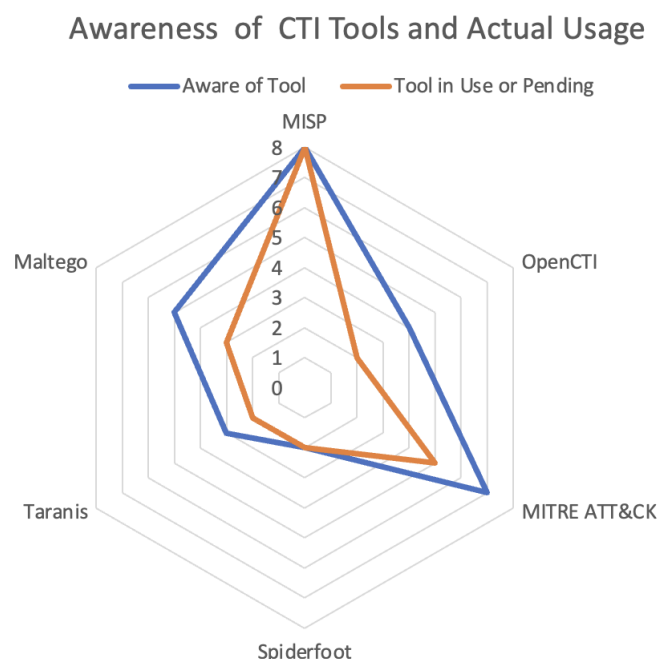 Awareness of CTI Tools and Actual Usage
Aware of Tool
Tool in Use or Pending
MISP
8
7
6
5
4
3
2
1
0
Maltego
OpenCTI
Taranis
MITRE ATT&CK
Spiderfoot